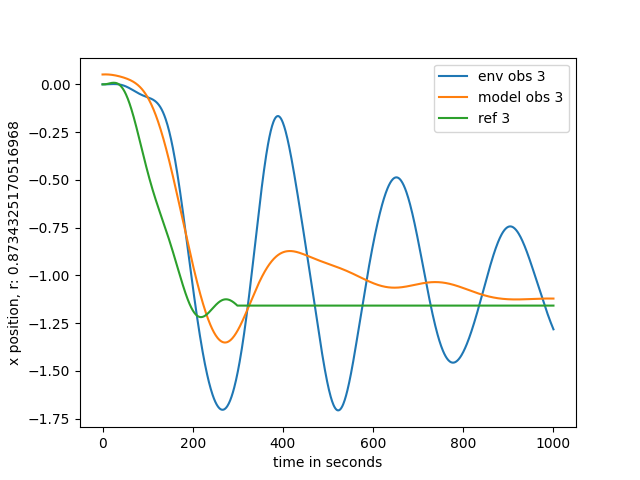 env obs 3
model obs 3
ref 3
0.00
−0.25
−0.50
−0.75
−1.00
−1.25
−1.50
−1.75
x position, r: 0.8734325170516968
0 200 400 600 800 1000
time in seconds